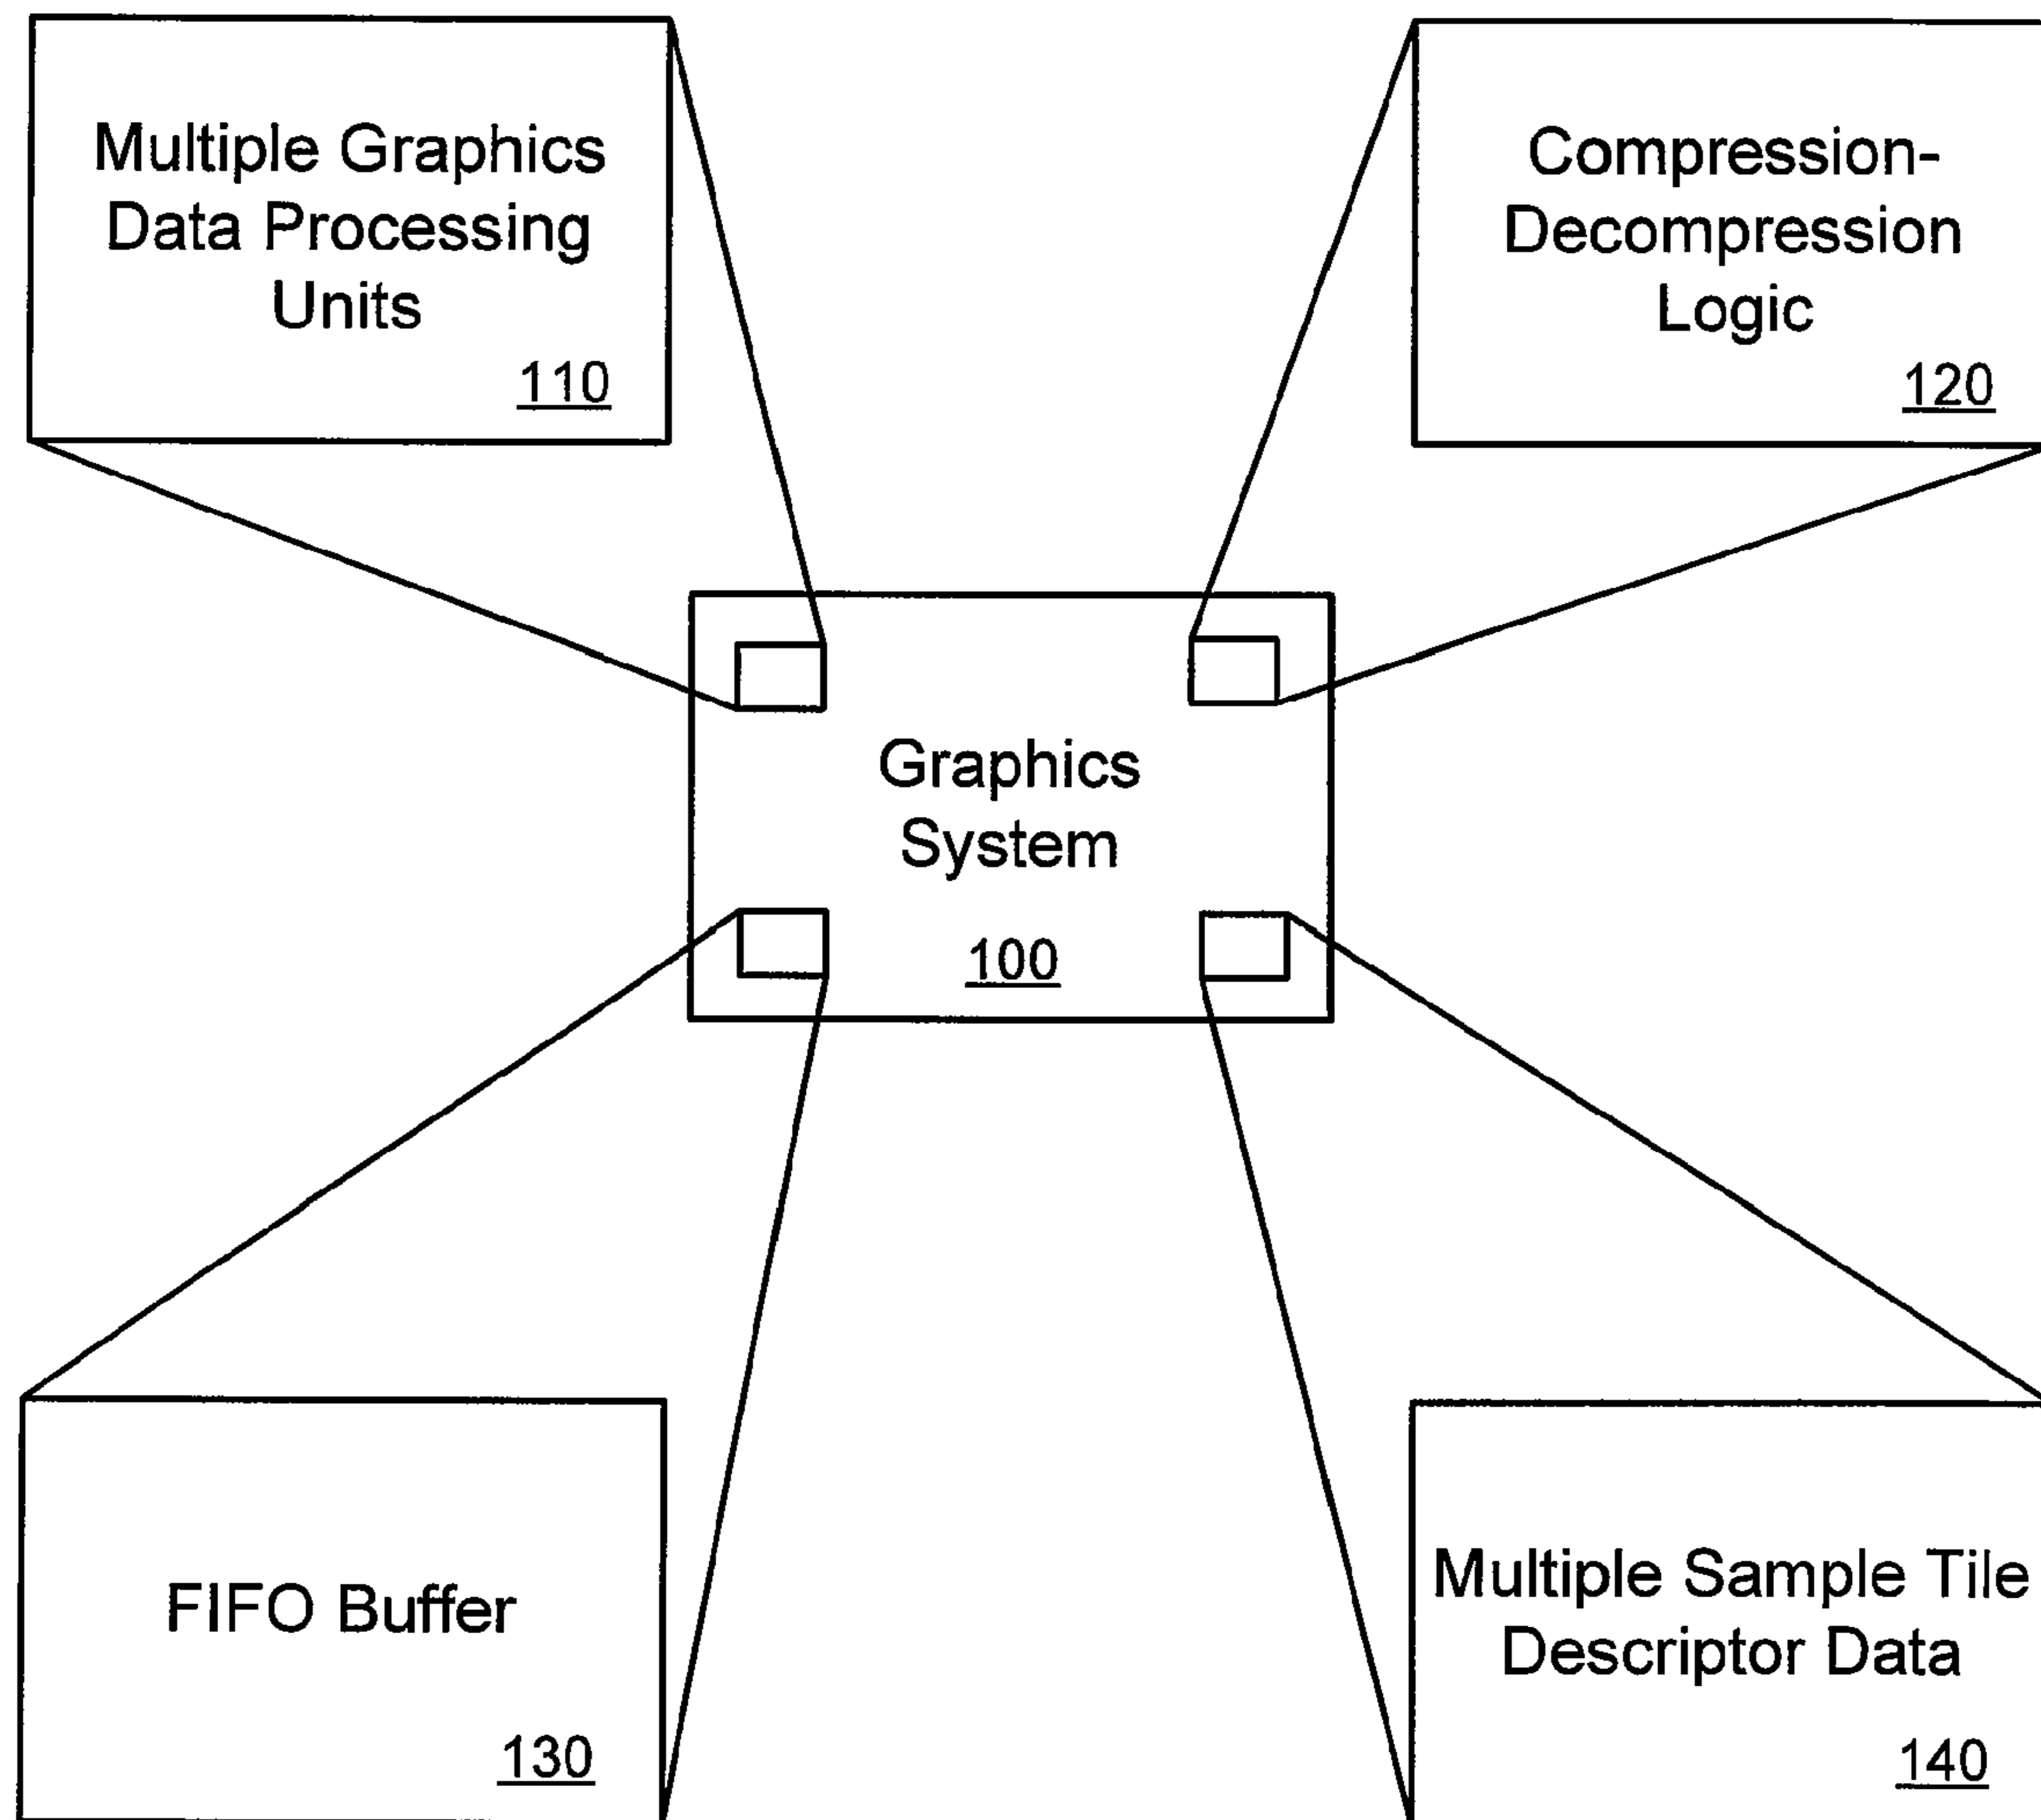 Multiple Graphics
Data Processing
Units
110
Compression-
Decompression
Logic
120
Graphics
System
100
FIFO Buffer
130
Multiple Sample Tile
Descriptor Data
140